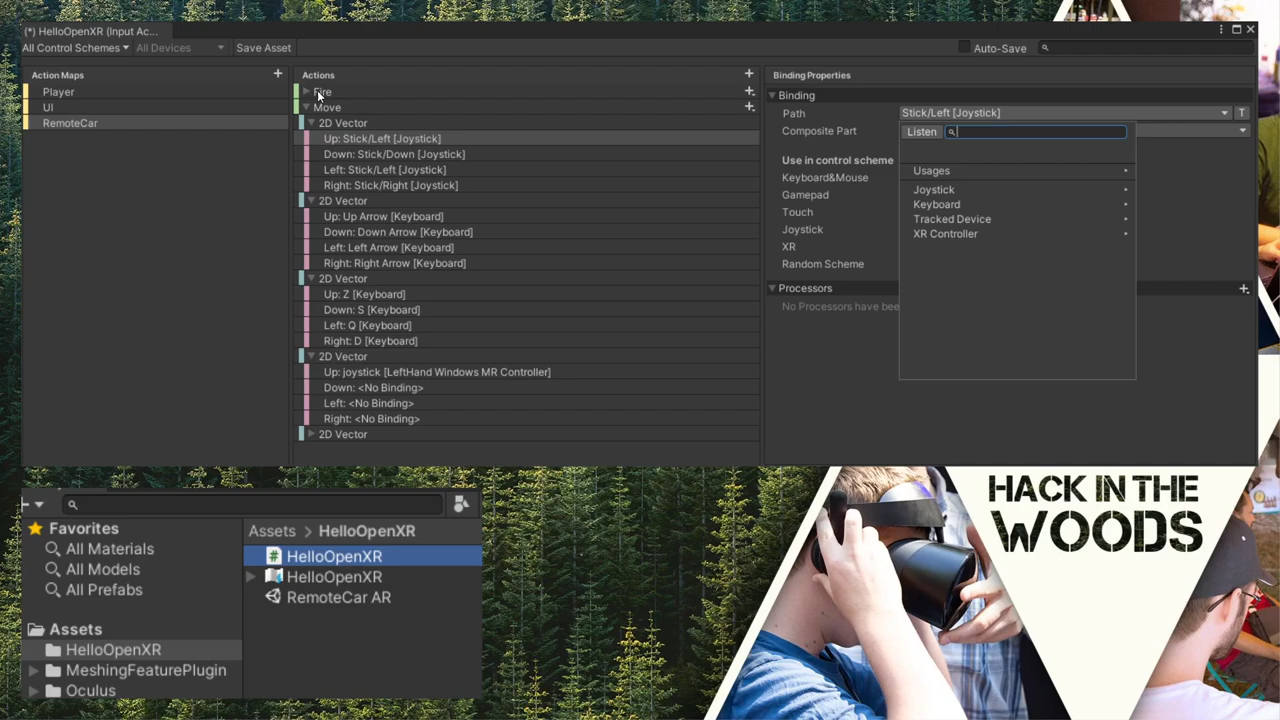 (*) HelloOpenXR (Input Ac...
All Control Schemes
All Devices
Save Asset
Auto-Save
Action Maps
Player
UI
RemoteCar
Actions
Fire
Move
2D Vector
Up: Stick/Left [Joystick]
Down: Stick/Down [Joystick]
Left: Stick/Left [Joystick]
Right: Stick/Right [Joystick]
2D Vector
Up: Up Arrow [Keyboard]
Down: Down Arrow [Keyboard]
Left: Left Arrow [Keyboard]
Right: Right Arrow [Keyboard]
2D Vector
Up: Z [Keyboard]
Down: S [Keyboard]
Left: Q [Keyboard]
Right: D [Keyboard]
2D Vector
Up: joystick [LeftHand Windows MR Controller]
Down: <No Binding>
Left: <No Binding>
Right: <No Binding>
2D Vector
Binding Properties
Binding
Path
Stick/Left [Joystick]
T
Composite Part
Listen
Usages
Joystick
Keyboard
Tracked Device
XR Controller
Use in control scheme
Keyboard&Mouse
Gamepad
Touch
Joystick
XR
Random Scheme
Processors
No Processors have bee
Favorites
All Materials
All Models
All Prefabs
Assets
HelloOpenXR
MeshingFeaturePlugin
Oculus
Assets > HelloOpenXR
HelloOpenXR
HelloOpenXR
RemoteCar AR
HACK IN THE
WOODS